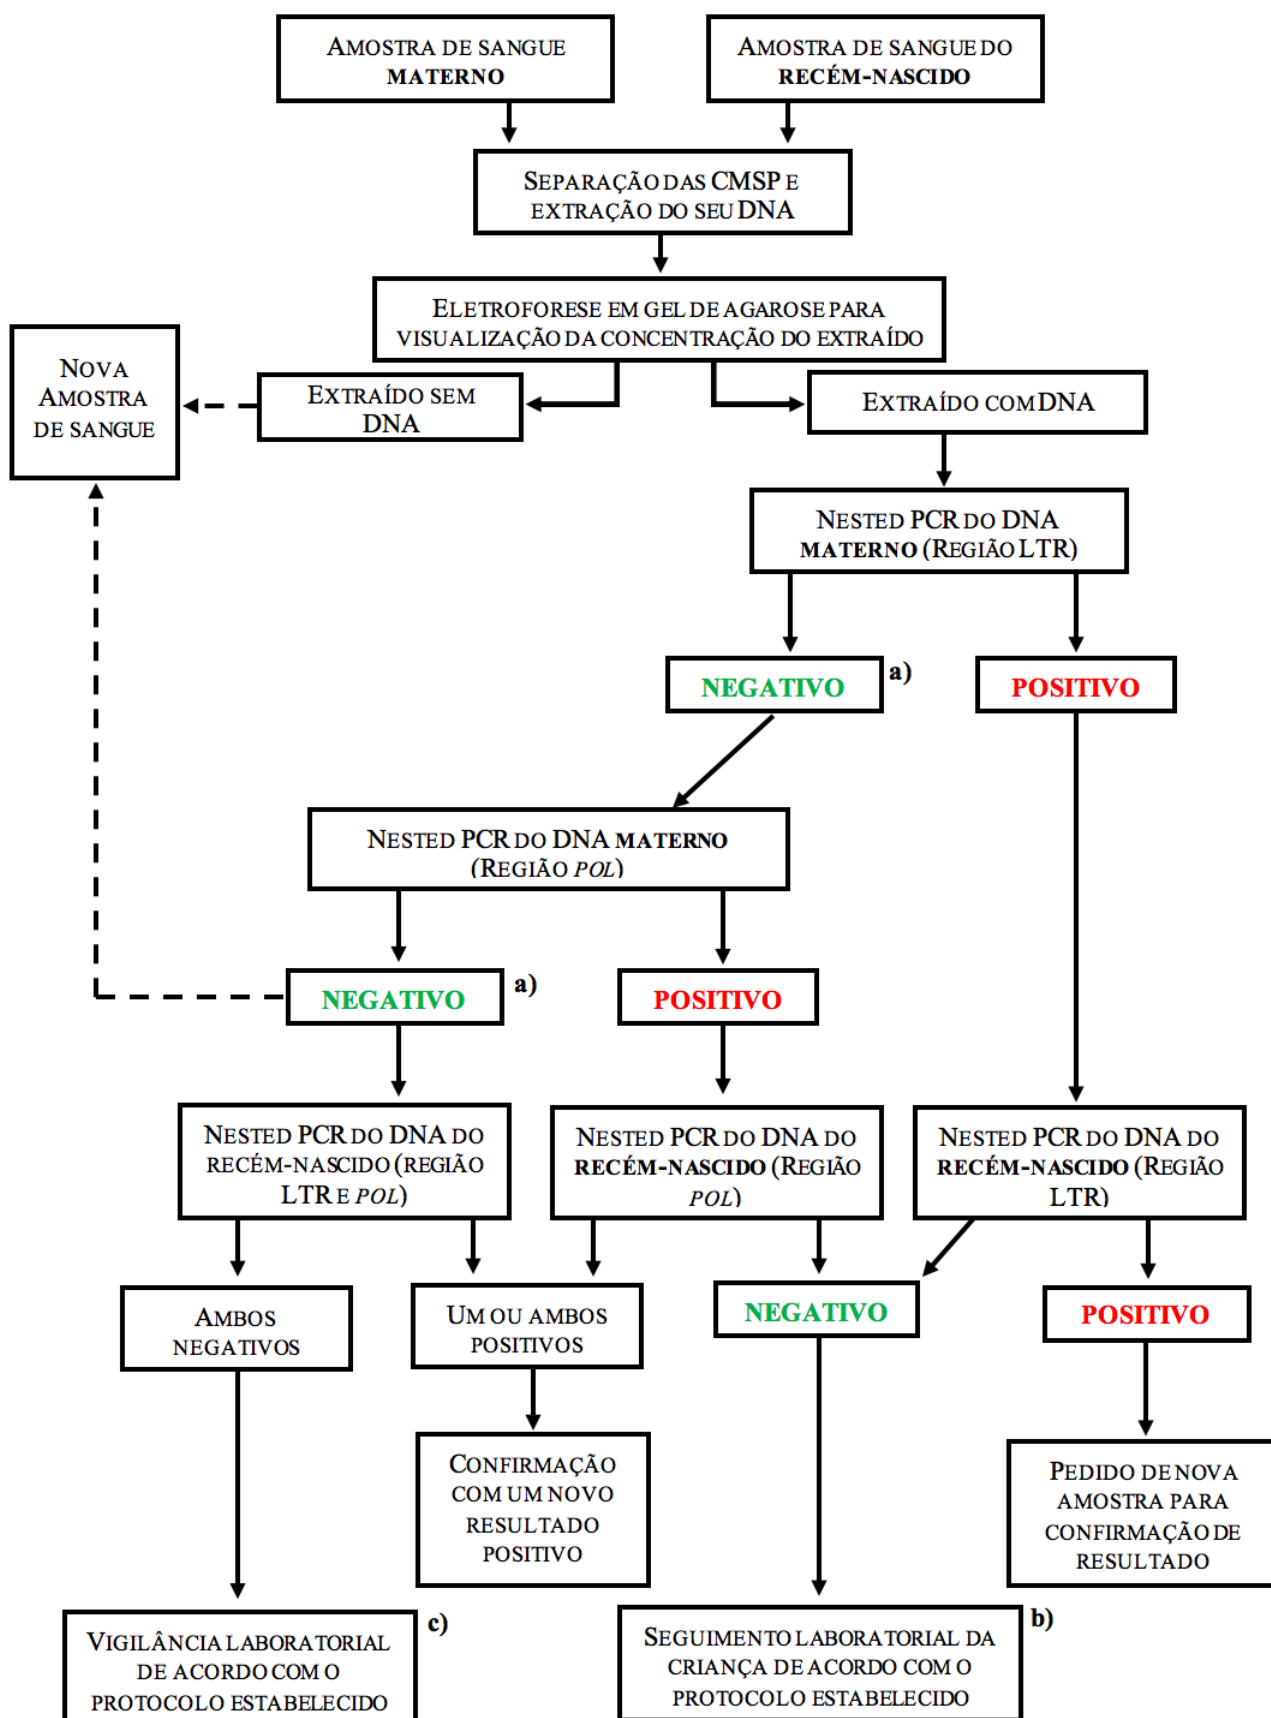 AMOSTRA DE SANGUE
MATERNO
AMOSTRA DE SANGUE DO
RECÉM-NASCIDO
SEPARAÇÃO DAS CMSP E
EXTRAÇÃO DO SEU DNA
ELETROFORESE EM GEL DE AGAROSE PARA
VISUALIZAÇÃO DA CONCENTRAÇÃO DO EXTRAÍDO
NOVA
AMOSTRA
DE SANGUE
EXTRAÍDO SEM
DNA
EXTRAÍDO COM DNA
NESTED PCR DO DNA
MATERNO (REGIÃO LTR)
NEGATIVO
a)
POSITIVO
NESTED PCR DO DNA MATERNO
(REGIÃO POL)
NEGATIVO
a)
POSITIVO
NESTED PCR DO DNA DO
RECÉM-NASCIDO (REGIÃO
LTR E POL)
NESTED PCR DO DNA DO
RECÉM-NASCIDO (REGIÃO
POL)
NESTED PCR DO DNA DO
RECÉM-NASCIDO (REGIÃO
LTR)
AMBOS
NEGATIVOS
UM OU AMBOS
POSITIVOS
NEGATIVO
POSITIVO
CONFIRMAÇÃO
COM UM NOVO
RESULTADO
POSITIVO
PEDIDO DE NOVA
AMOSTRA PARA
CONFIRMAÇÃO DE
RESULTADO
VIGILÂNCIA LABORATORIAL
DE ACORDO COM O
PROTOCOLO ESTABELECIDO
c)
SEGUIMENTO LABORATORIAL DA
CRIANÇA DE ACORDO COM O
PROTOCOLO ESTABELECIDO
b)